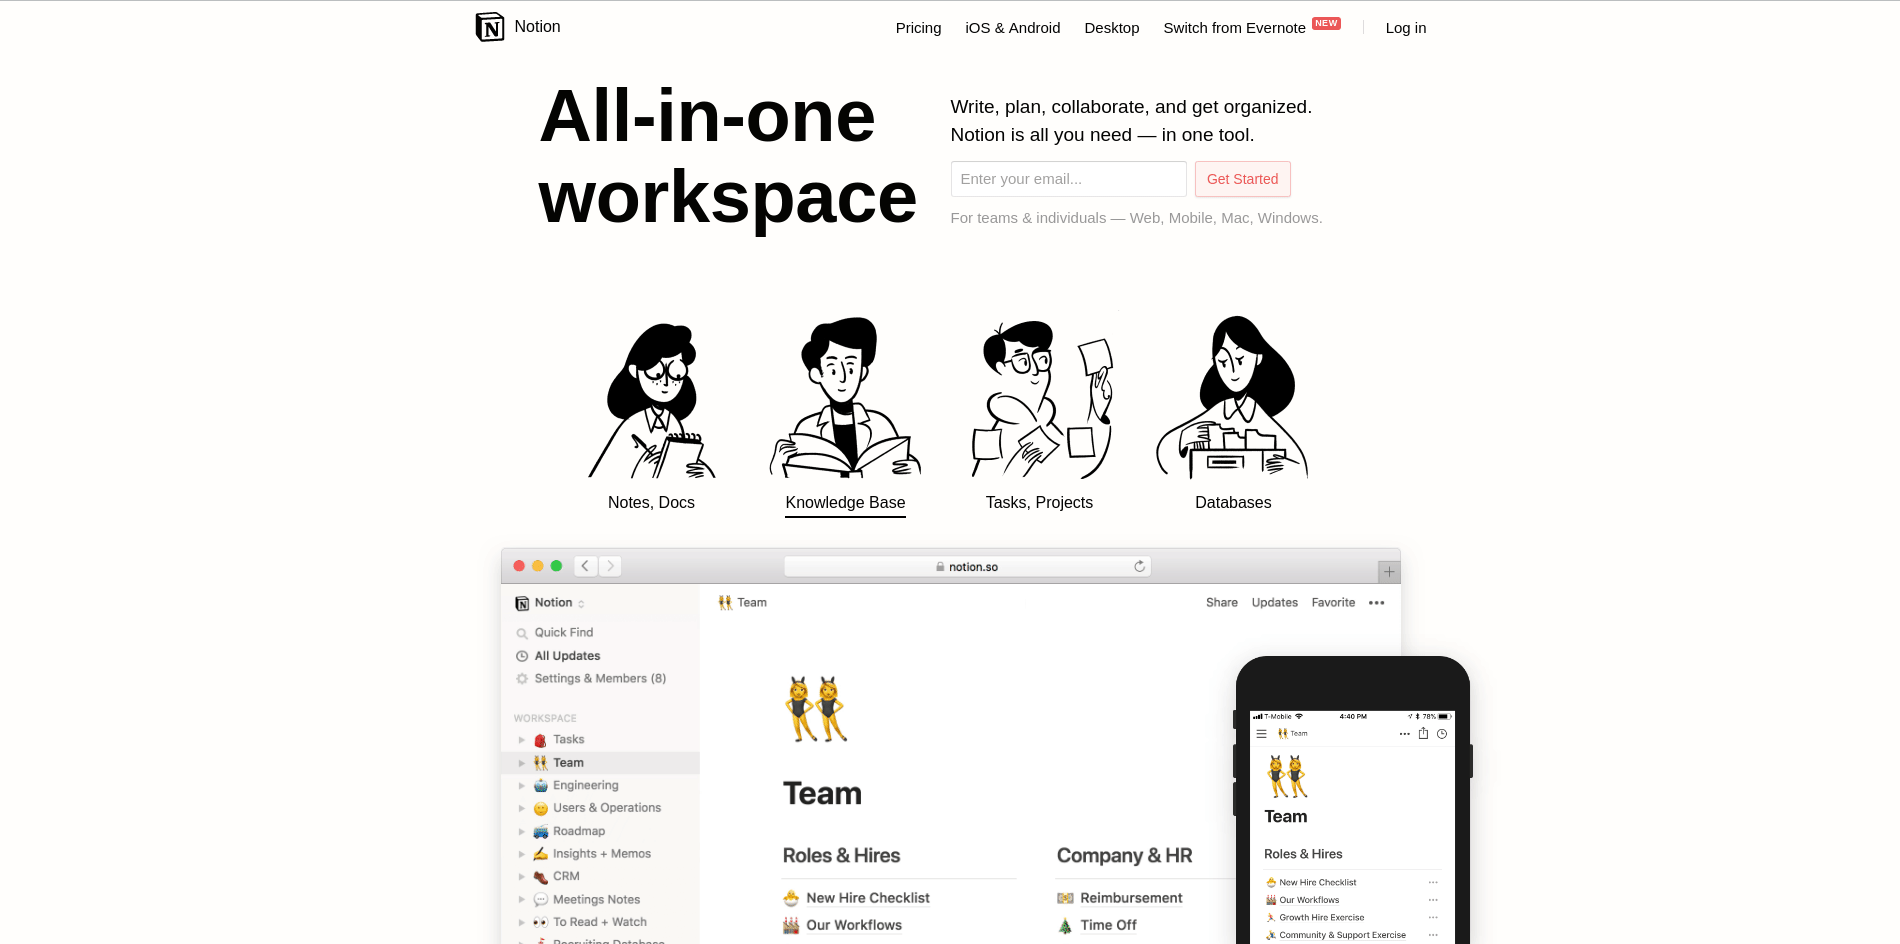 Notion
Pricing
iOS & Android
Desktop
Switch from Evernote NEW
Log in
All-in-one
workspace
Write, plan, collaborate, and get organized.
Notion is all you need — in one tool.
Enter your email...
Get Started
For teams & individuals — Web, Mobile, Mac, Windows.
Notes, Docs
Knowledge Base
Tasks, Projects
Databases
notion.so
Notion
Quick Find
All Updates
Settings & Members (8)
WORKSPACE
Tasks
Team
Engineering
Users & Operations
Roadmap
Insights + Memos
CRM
Meetings Notes
To Read + Watch
Recruiting Database
Team
Share
Updates
Favorite
Team
Roles & Hires
New Hire Checklist
Our Workflows
Company & HR
Reimbursement
Time Off
T-Mobile
4:40 PM
78%
Team
Team
Roles & Hires
New Hire Checklist
Our Workflows
Growth Hire Exercise
Community & Support Exercise